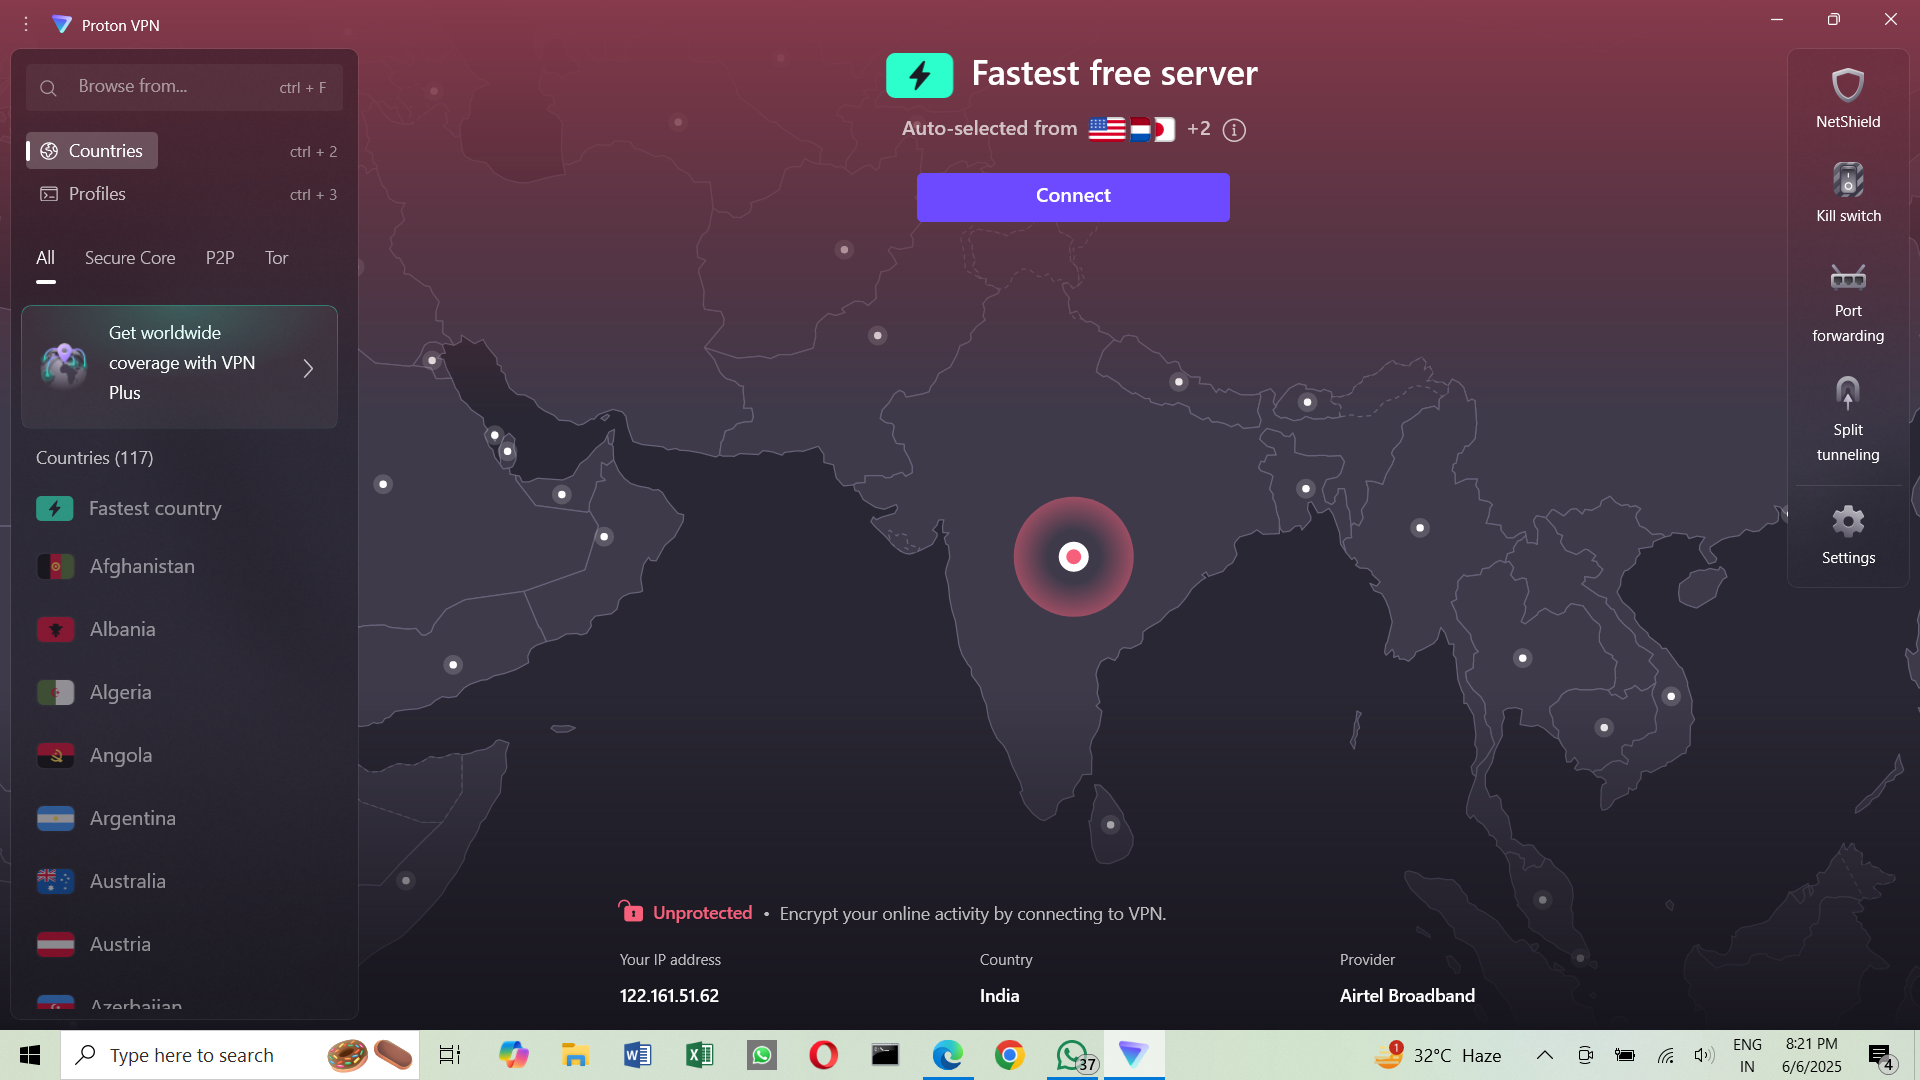 Proton VPN
Browse from...
ctrl + F
Countries
ctrl + 2
Profiles
ctrl + 3
All
Secure Core
P2P
Tor
Get worldwide
coverage with VPN
Plus
Countries (117)
Fastest country
Afghanistan
Albania
Algeria
Angola
Argentina
Australia
Austria
Azerbaijan
Fastest free server
Auto-selected from
+2
Connect
Unprotected • Encrypt your online activity by connecting to VPN.
Your IP address
122.161.51.62
Country
India
Provider
Airtel Broadband
NetShield
Kill switch
Port
forwarding
Split
tunneling
Settings
Type here to search
37
1
32°C Haze
ENG
IN
8:21 PM
6/6/2025
4